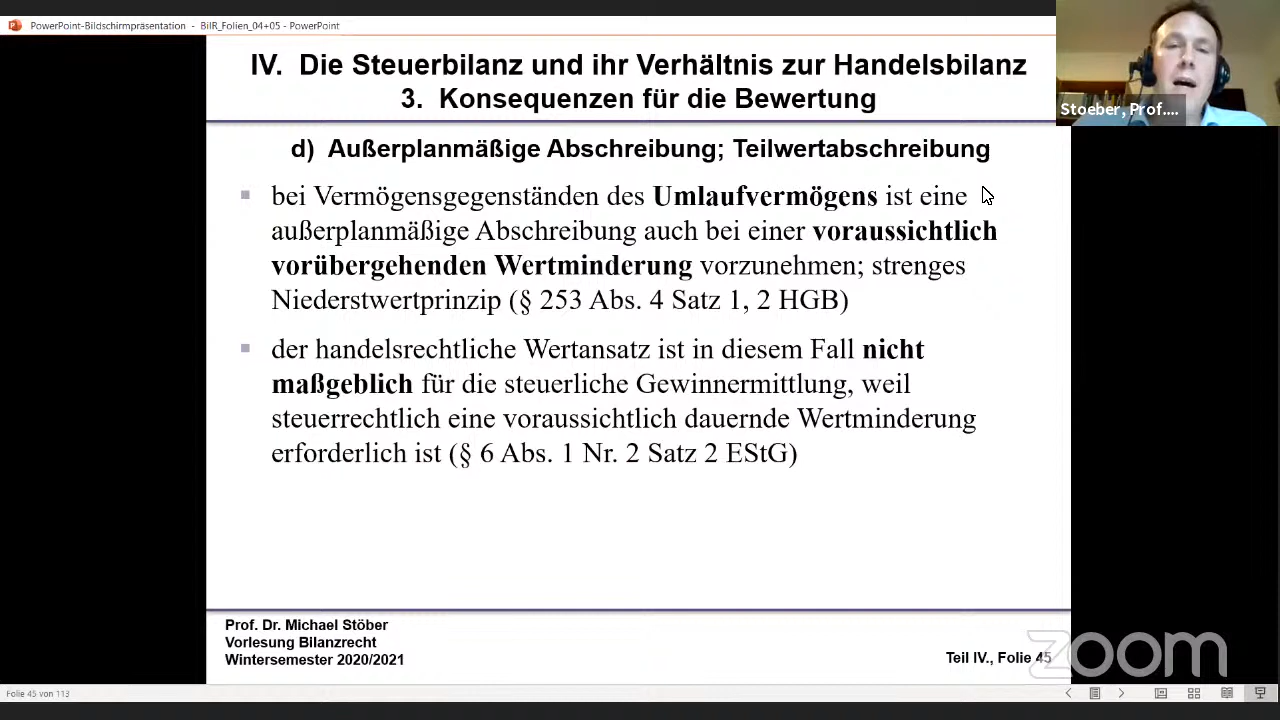 PowerPoint-Bildschirmpräsentation - BilR_Folien_04+05 - PowerPoint
Stoeber, Prof....
IV. Die Steuerbilanz und ihr Verhältnis zur Handelsbilanz
3. Konsequenzen für die Bewertung
d) Außerplanmäßige Abschreibung; Teilwertabschreibung
bei Vermögensgegenständen des Umlaufvermögens ist eine
außerplanmäßige Abschreibung auch bei einer voraussichtlich
vorübergehenden Wertminderung vorzunehmen; strenges
Niederstwertprinzip (§ 253 Abs. 4 Satz 1, 2 HGB)
der handelsrechtliche Wertansatz ist in diesem Fall nicht
maßgeblich für die steuerliche Gewinnermittlung, weil
steuerrechtlich eine voraussichtlich dauernde Wertminderung
erforderlich ist (§ 6 Abs. 1 Nr. 2 Satz 2 EStG)
Prof. Dr. Michael Stöber
Vorlesung Bilanzrecht
Wintersemester 2020/2021
Teil IV., Folie 45
zoom
Folie 45 von 113